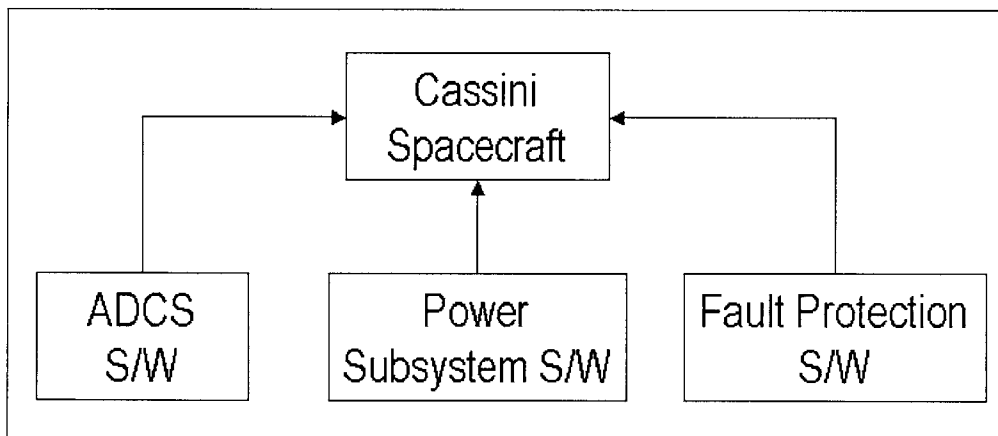 Cassini
Spacecraft
ADCS
S/W
Power
Subsystem S/W
Fault Protection
S/W